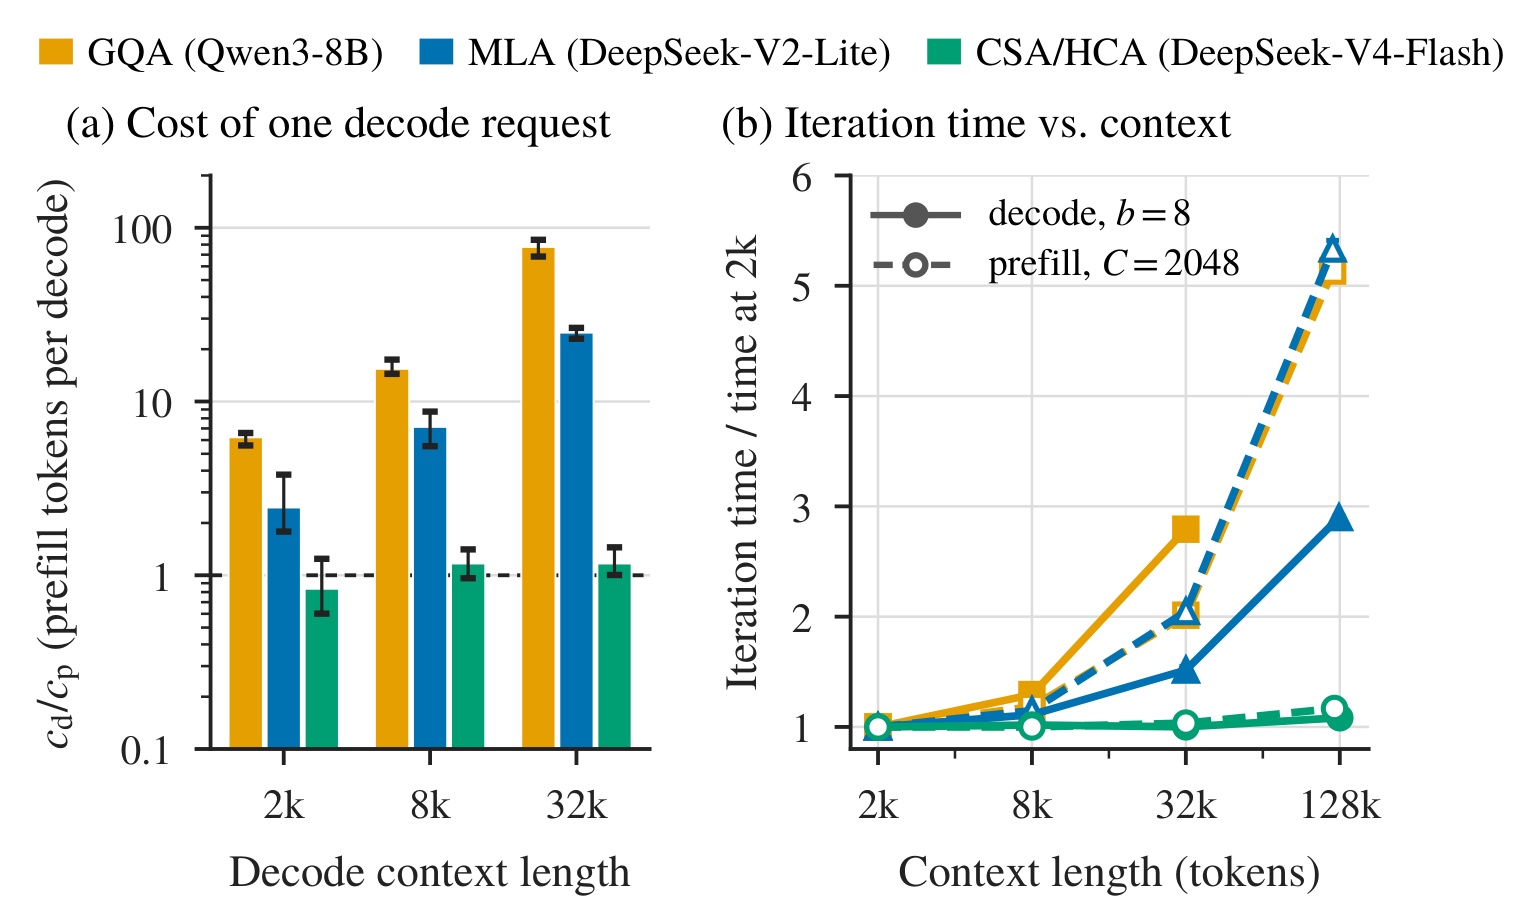 GQA (Qwen3-8B) MLA (DeepSeek-V2-Lite) CSA/HCA (DeepSeek-V4-Flash)
(a) Cost of one decode request
c_d/c_p (prefill tokens per decode)
100
10
1
0.1
2k 8k 32k
Decode context length
(b) Iteration time vs. context
Iteration time / time at 2k
decode, b = 8
prefill, C = 2048
6
5
4
3
2
1
2k 8k 32k 128k
Context length (tokens)